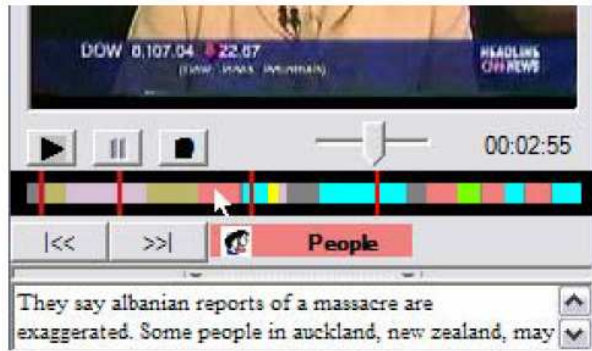 DOW 8,107.04 22.67
HEADLINE
CNN NEWS
00:02:55
|<<
>>|
People
They say albanian reports of a massacre are
exaggerated. Some people in auckland, new zealand, may